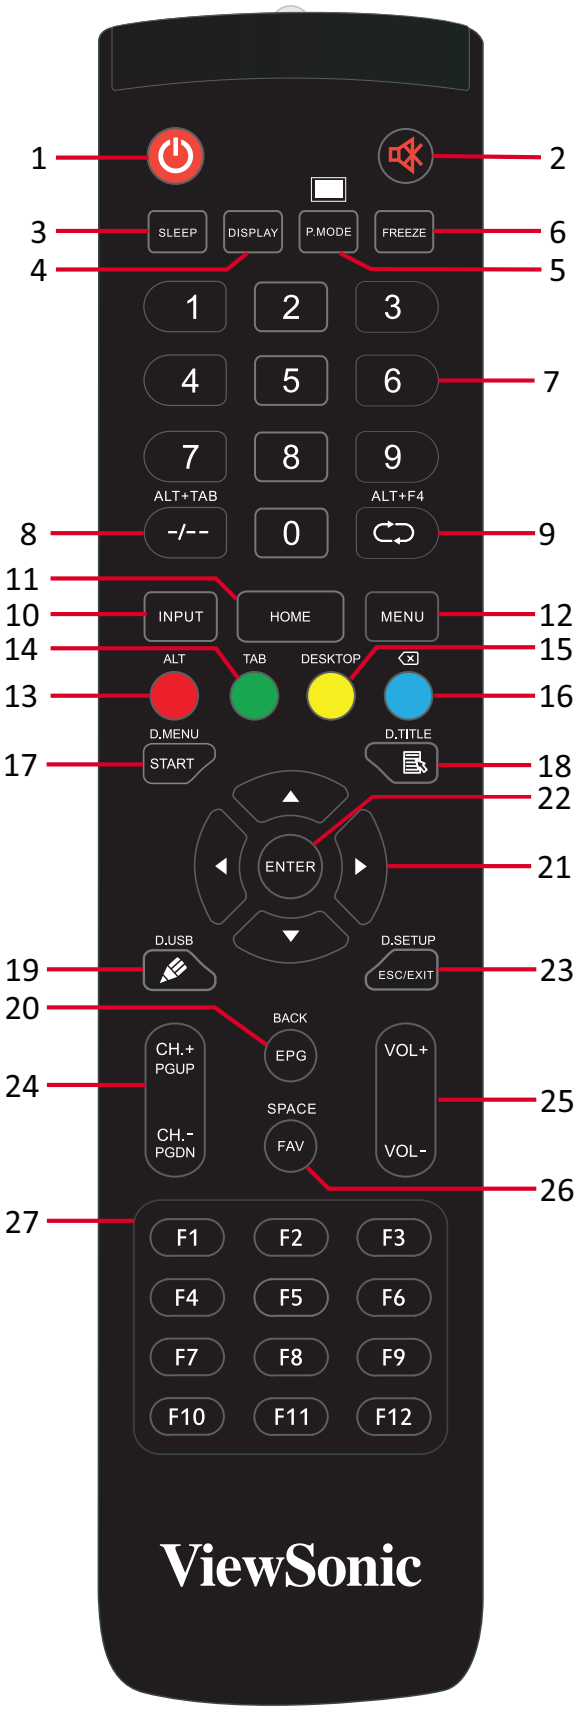 1 2
3 SLEEP DISPLAY P.MODE FREEZE 6
4 5
1 2 3
4 5 6 7
7 8 9
ALT+TAB ALT+F4
8 -/-- 0 9
11
10 INPUT HOME MENU 12
14 ALT TAB DESKTOP 15
13 16
D.MENU D.TITLE
17 START 18
22
ENTER 21
D.USB D.SETUP
19 ESC/EXIT 23
20 BACK
CH.+ EPG VOL+
PGUP
24 25
SPACE
CH.- FAV VOL-
PGDN
26
27
F1 F2 F3
F4 F5 F6
F7 F8 F9
F10 F11 F12
ViewSonic